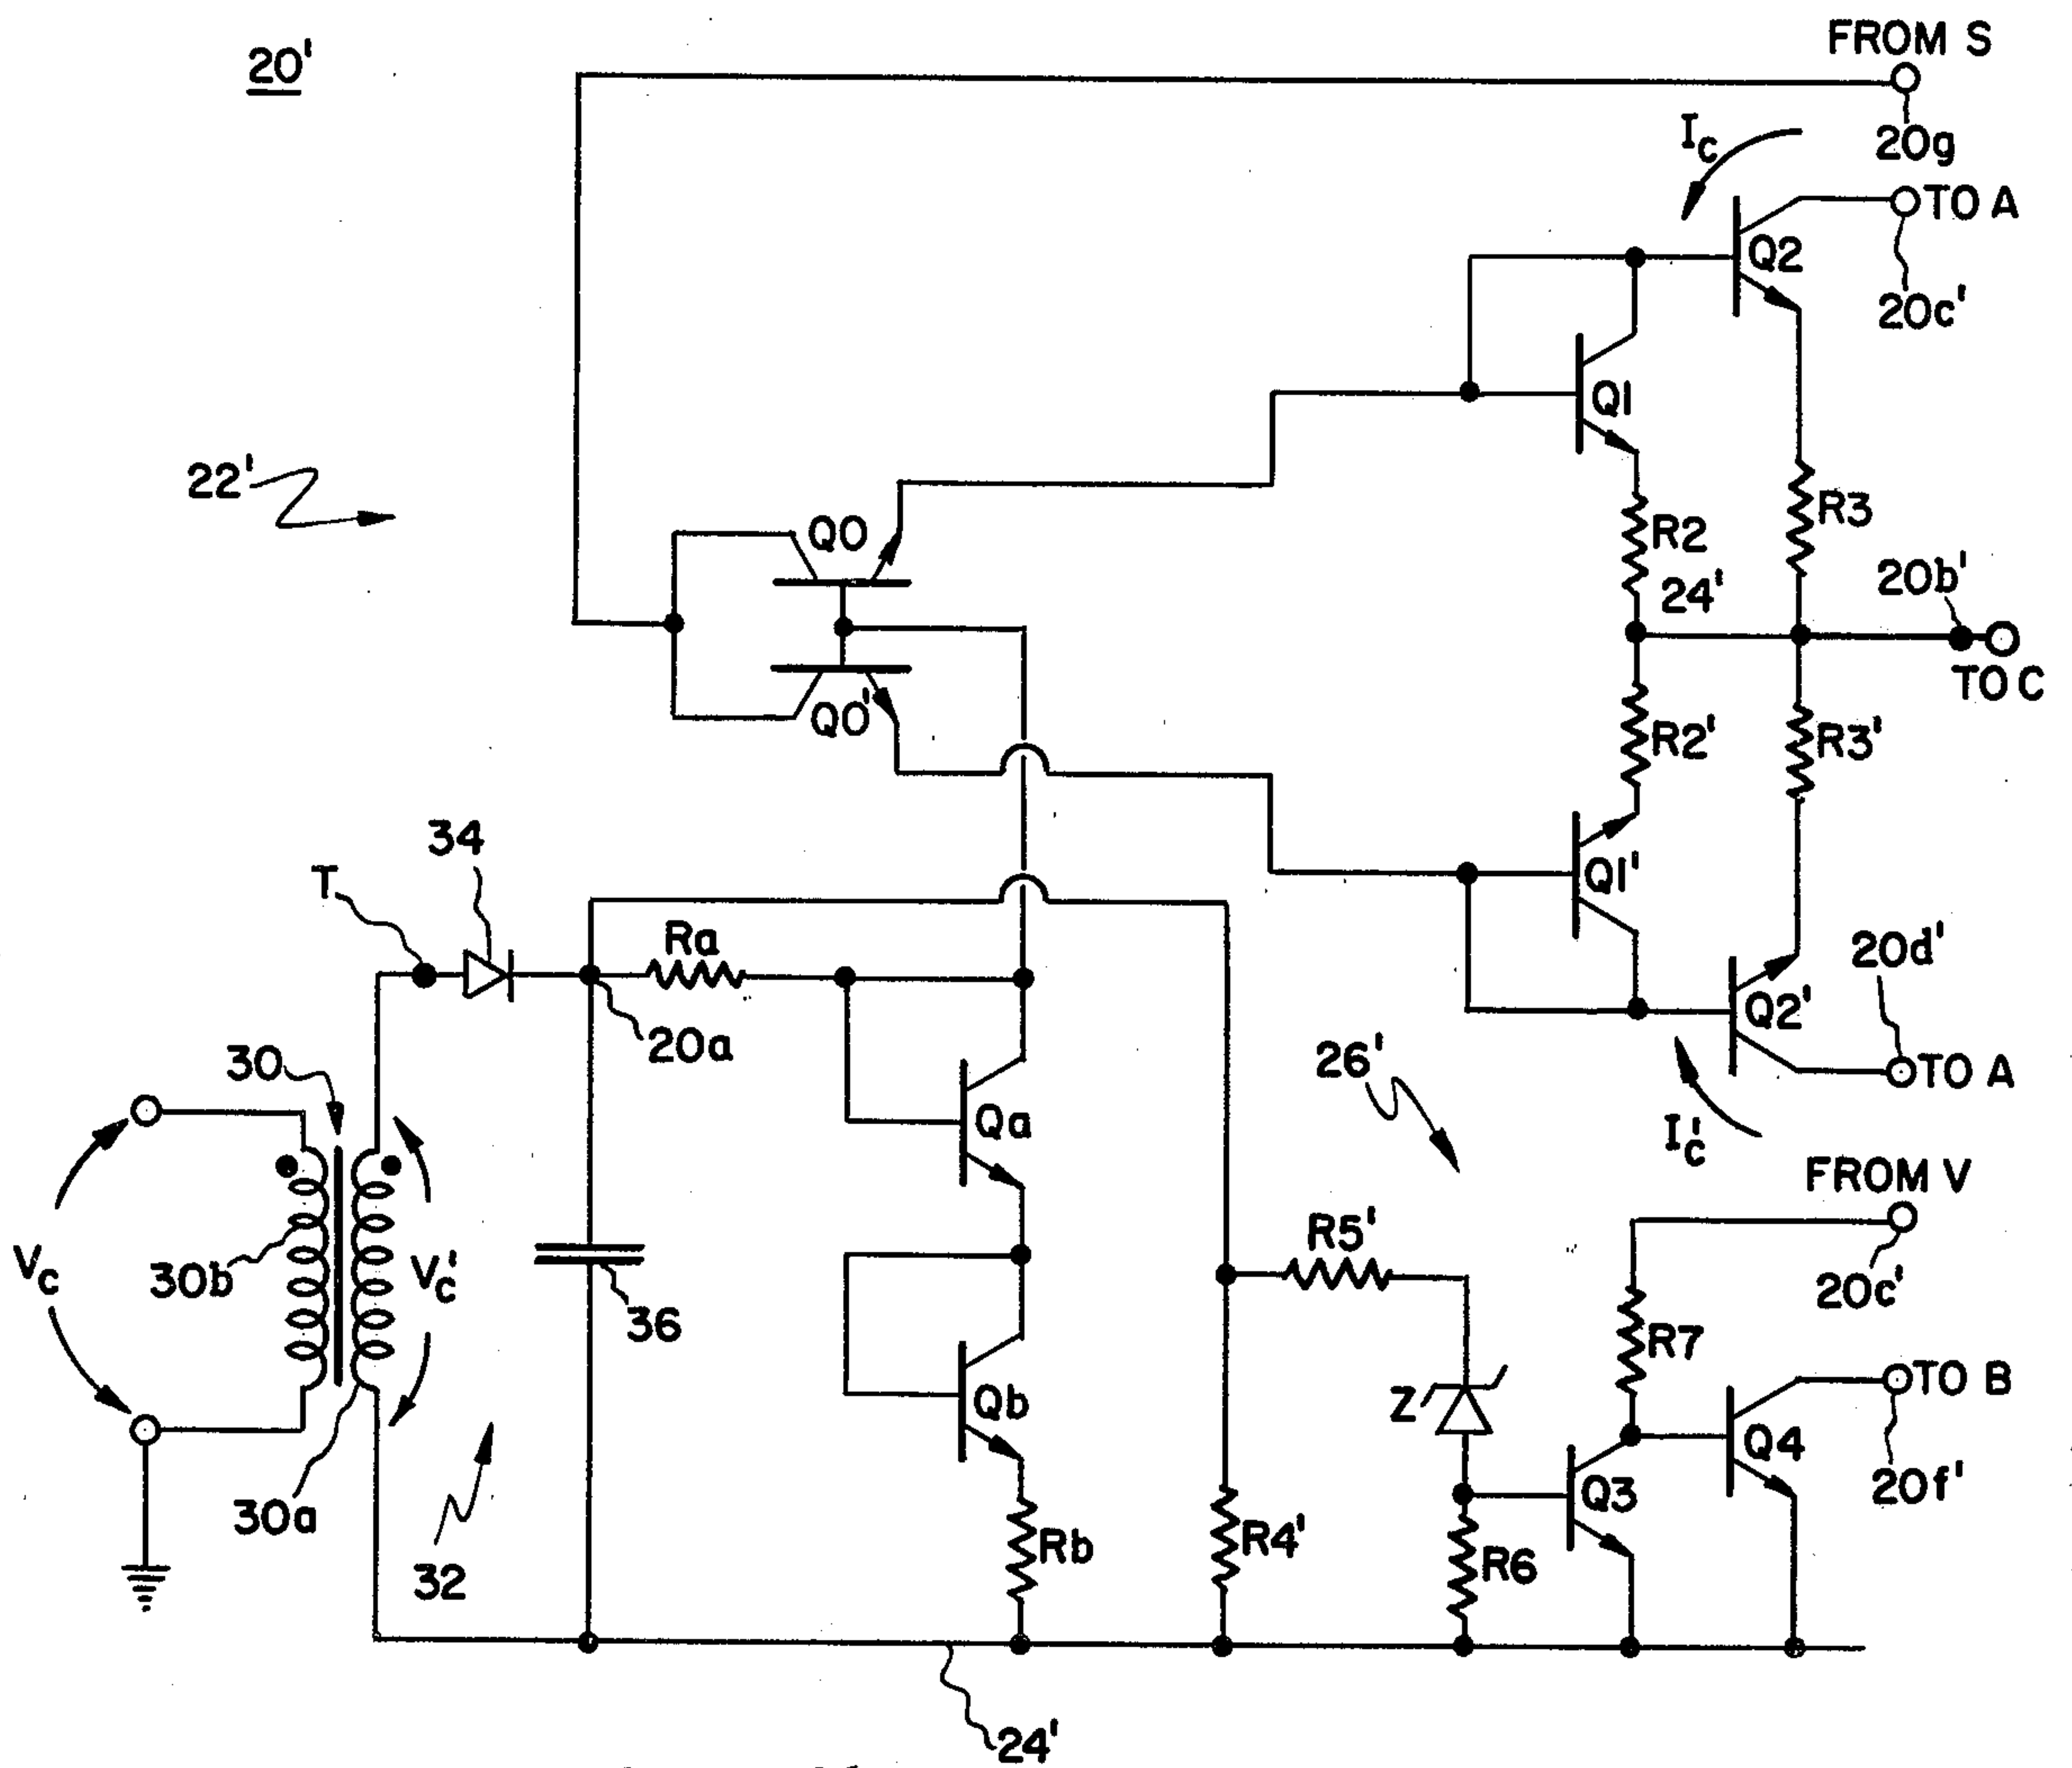 20'
FROM S
20g
Ic
TO A
Q2
20c'
Q1
22'
R3
Q0
R2
24'
20b'
TO C
Q0'
R2'
R3'
34
T
Q1'
Ra
20d'
20a
Q2'
30
26'
TO A
Qa
Ic'
FROM V
R5'
Vc
30b
Vc'
20c'
36
R7
TO B
Qb
Z
Q4
20f'
Q3
30a
Rb
R4'
R6
32
24'